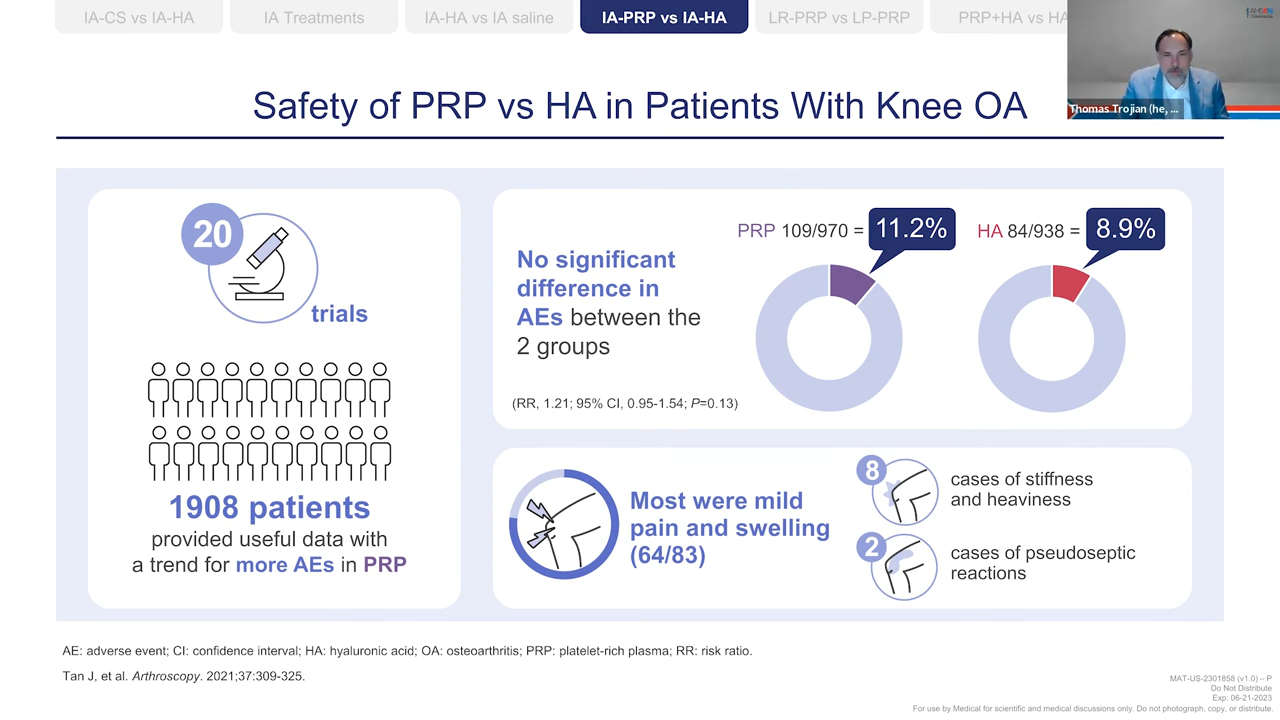 IA-CS vs IA-HA
IA Treatments
IA-HA vs IA saline
IA-PRP vs IA-HA
LR-PRP vs LP-PRP
PRP+HA vs HA
Thomas Trojian (he, ...
Safety of PRP vs HA in Patients With Knee OA
20
trials
1908 patients
provided useful data with
a trend for more AEs in PRP
No significant
difference in
AEs between the
2 groups
(RR, 1.21; 95% CI, 0.95-1.54; P=0.13)
PRP 109/970 = 11.2%
HA 84/938 = 8.9%
Most were mild
pain and swelling
(64/83)
8
cases of stiffness
and heaviness
2
cases of pseudoseptic
reactions
AE: adverse event; CI: confidence interval; HA: hyaluronic acid; OA: osteoarthritis; PRP: platelet-rich plasma; RR: risk ratio.
Tan J, et al. Arthroscopy. 2021;37:309-325.
MAT-US-2301858 (v1.0) – P
Do Not Distribute
Exp: 06-21-2023
For use by Medical for scientific and medical discussions only. Do not photograph, copy, or distribute.